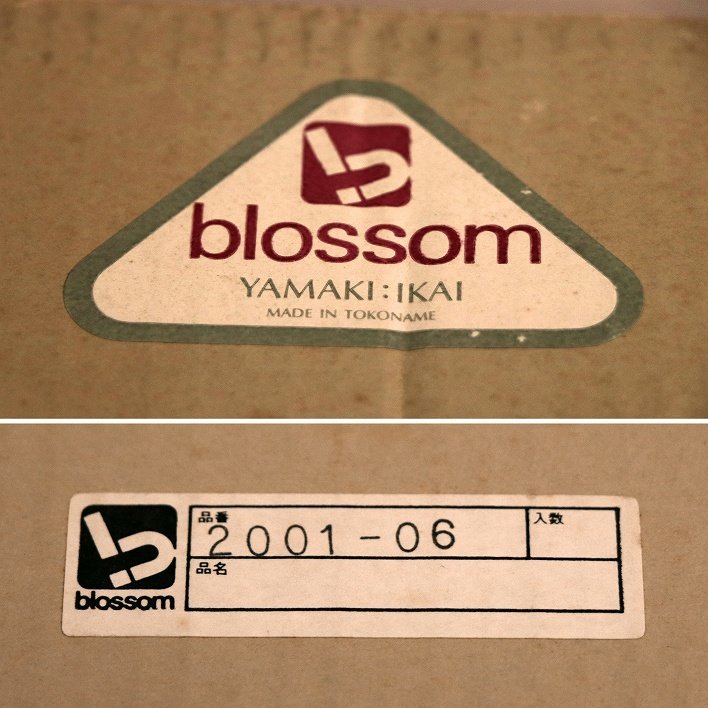 blossom
YAMAKI:IKAI
MADE IN TOKONAME
品番
2001-06
入数
品名
blossom